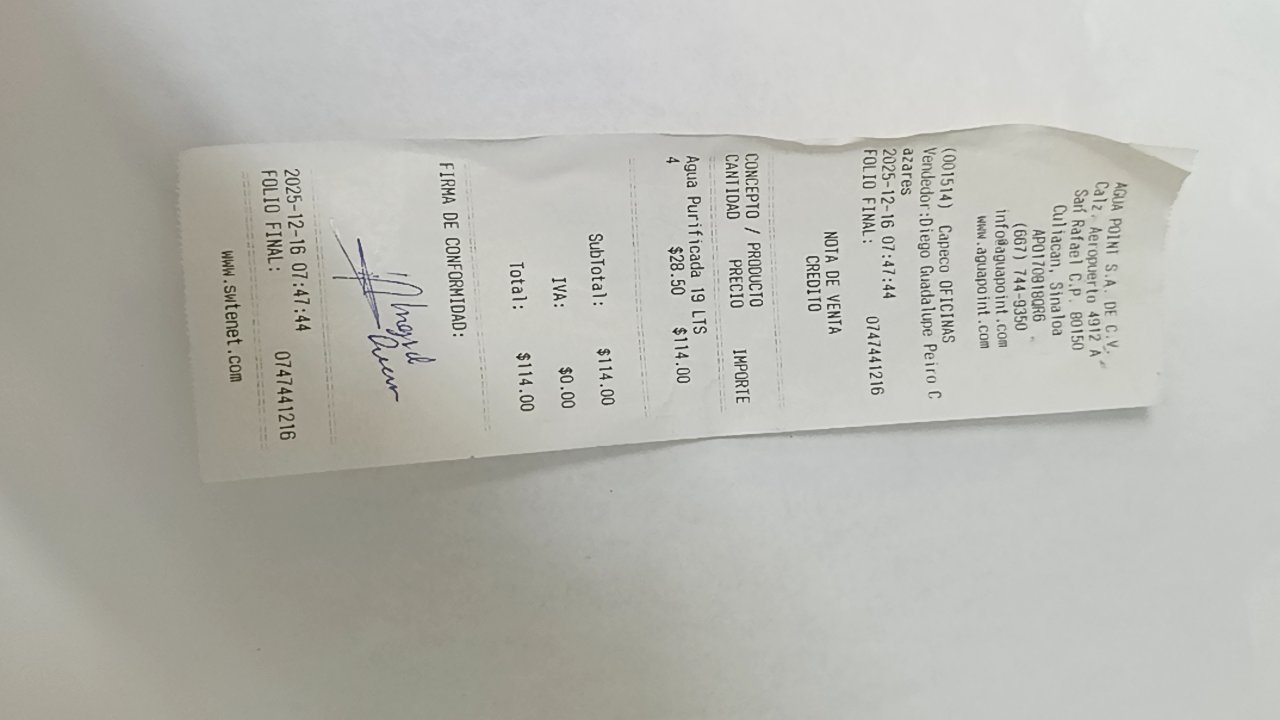 AGUA POINT S.A. DE C.V.
Calz. Aeropuerto 4912 A
San Rafael C.P. 80150
Culiacan, Sinaloa
APO170818QR6
(667) 744-9350
info@aguapoint.com
www.aguapoint.com
(001514) Capeco OFICINAS
Vendedor:Diego Guadalupe Peiro C
azares
2025-12-16 07:47:44
FOLIO FINAL: 0747441216
NOTA DE VENTA
CREDITO
CONCEPTO / PRODUCTO
CANTIDAD PRECIO IMPORTE
Agua Purificada 19 LTS
4 $28.50 $114.00
SubTotal: $114.00
IVA: $0.00
Total: $114.00
FIRMA DE CONFORMIDAD:
2025-12-16 07:47:44
FOLIO FINAL: 0747441216
www.swtenet.com